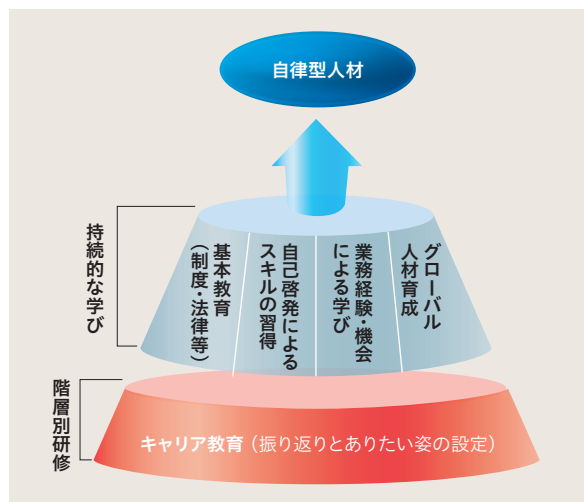 自律型人材
持続的な学び
基本教育
（制度・法律等）
自己啓発による
スキルの習得
業務経験・機会
による学び
グローバル
人材育成
階層別研修
キャリア教育（振り返りとありたい姿の設定）